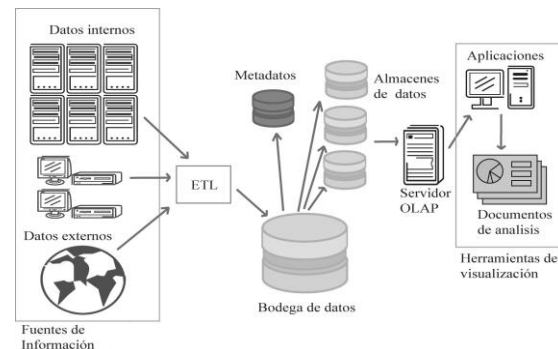 Datos internos
Datos externos
Fuentes de
Información
ETL
Metadatos
Bodega de datos
Almacenes
de datos
Servidor
OLAP
Aplicaciones
Documentos
de analisis
Herramientas de
visualización